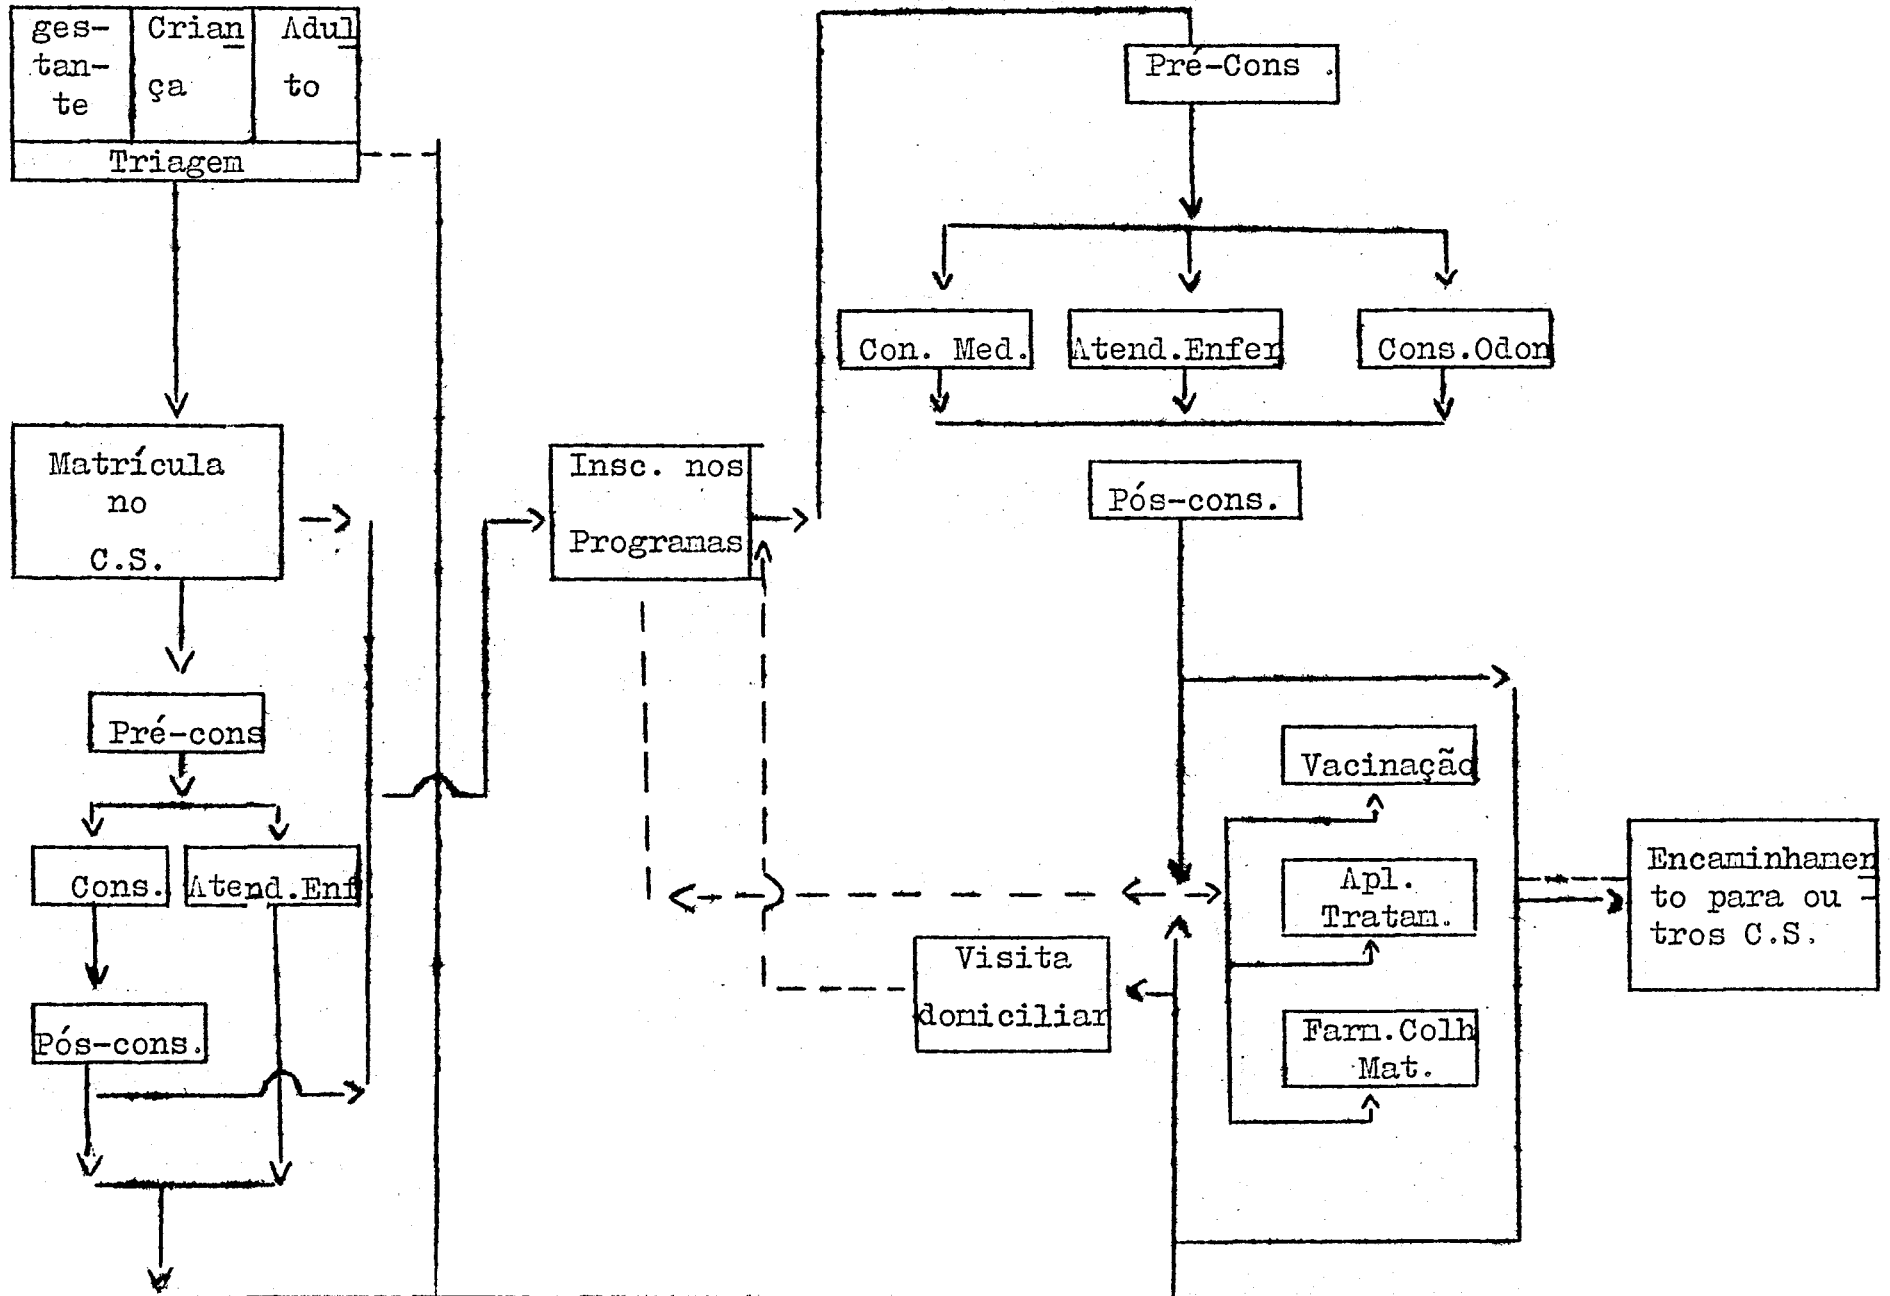 ges-
tan-
te
Crian
ça
Adul
to
Triagem
Matrícula
no
C.S.
Pré-cons
Cons.
Atend.Enf
Pós-cons.
Insc. nos
Programas
Pré-Cons .
Con. Med.
Atend.Enfer
Cons.Odon
Pós-cons.
Vacinação
Apl.
Tratam.
Farm.Colh
Mat.
Visita
domiciliar
Encaminhamen
to para ou
tros C.S.